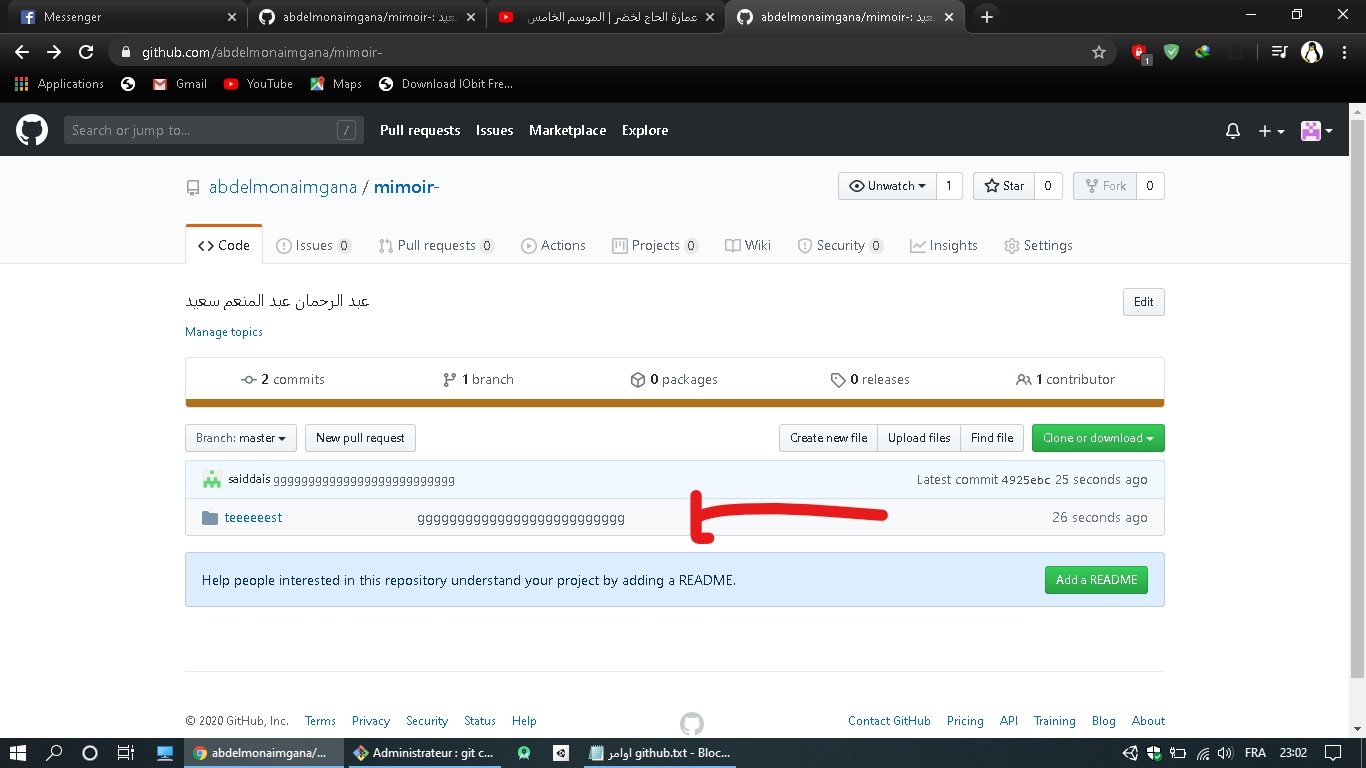 Messenger
abdelmonaimgana/mimoir-: عيد
عمارة الحاج لخضر | الموسم الخامس
abdelmonaimgana/mimoir-: عيد
github.com/abdelmonaimgana/mimoir-
1
Applications
Gmail
YouTube
Maps
Download IObit Fre...
Search or jump to...
/
Pull requests
Issues
Marketplace
Explore
abdelmonaimgana / mimoir-
Unwatch 1
Star 0
Fork 0
Code
Issues 0
Pull requests 0
Actions
Projects 0
Wiki
Security 0
Insights
Settings
عبد الرحمان عبد المنعم سعيد
Edit
Manage topics
2 commits
1 branch
0 packages
0 releases
1 contributor
Branch: master
New pull request
Create new file
Upload files
Find file
Clone or download
saiddais gggggggggggggggggggggggggg
Latest commit 4925ebc 25 seconds ago
teeeeeest
gggggggggggggggggggggggggg
26 seconds ago
Help people interested in this repository understand your project by adding a README.
Add a README
© 2020 GitHub, Inc.
Terms
Privacy
Security
Status
Help
Contact GitHub
Pricing
API
Training
Blog
About
abdelmonaimgana/...
Administrateur : git c...
اوامر github.txt - Bloc...
FRA
23:02